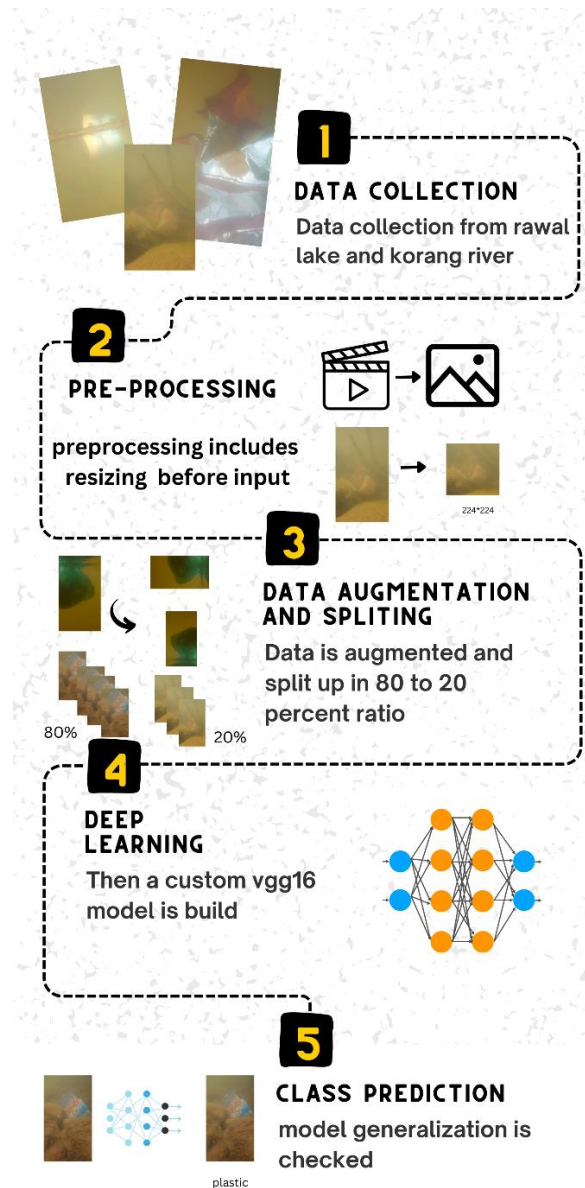 1
DATA COLLECTION
Data collection from rawal
lake and korang river
2
PRE-PROCESSING
preprocessing includes
resizing before input
224*224
3
DATA AUGMENTATION
AND SPLITING
Data is augmented and
split up in 80 to 20
percent ratio
80%
20%
4
DEEP
LEARNING
Then a custom vgg16
model is build
5
CLASS PREDICTION
model generalization is
checked
plastic